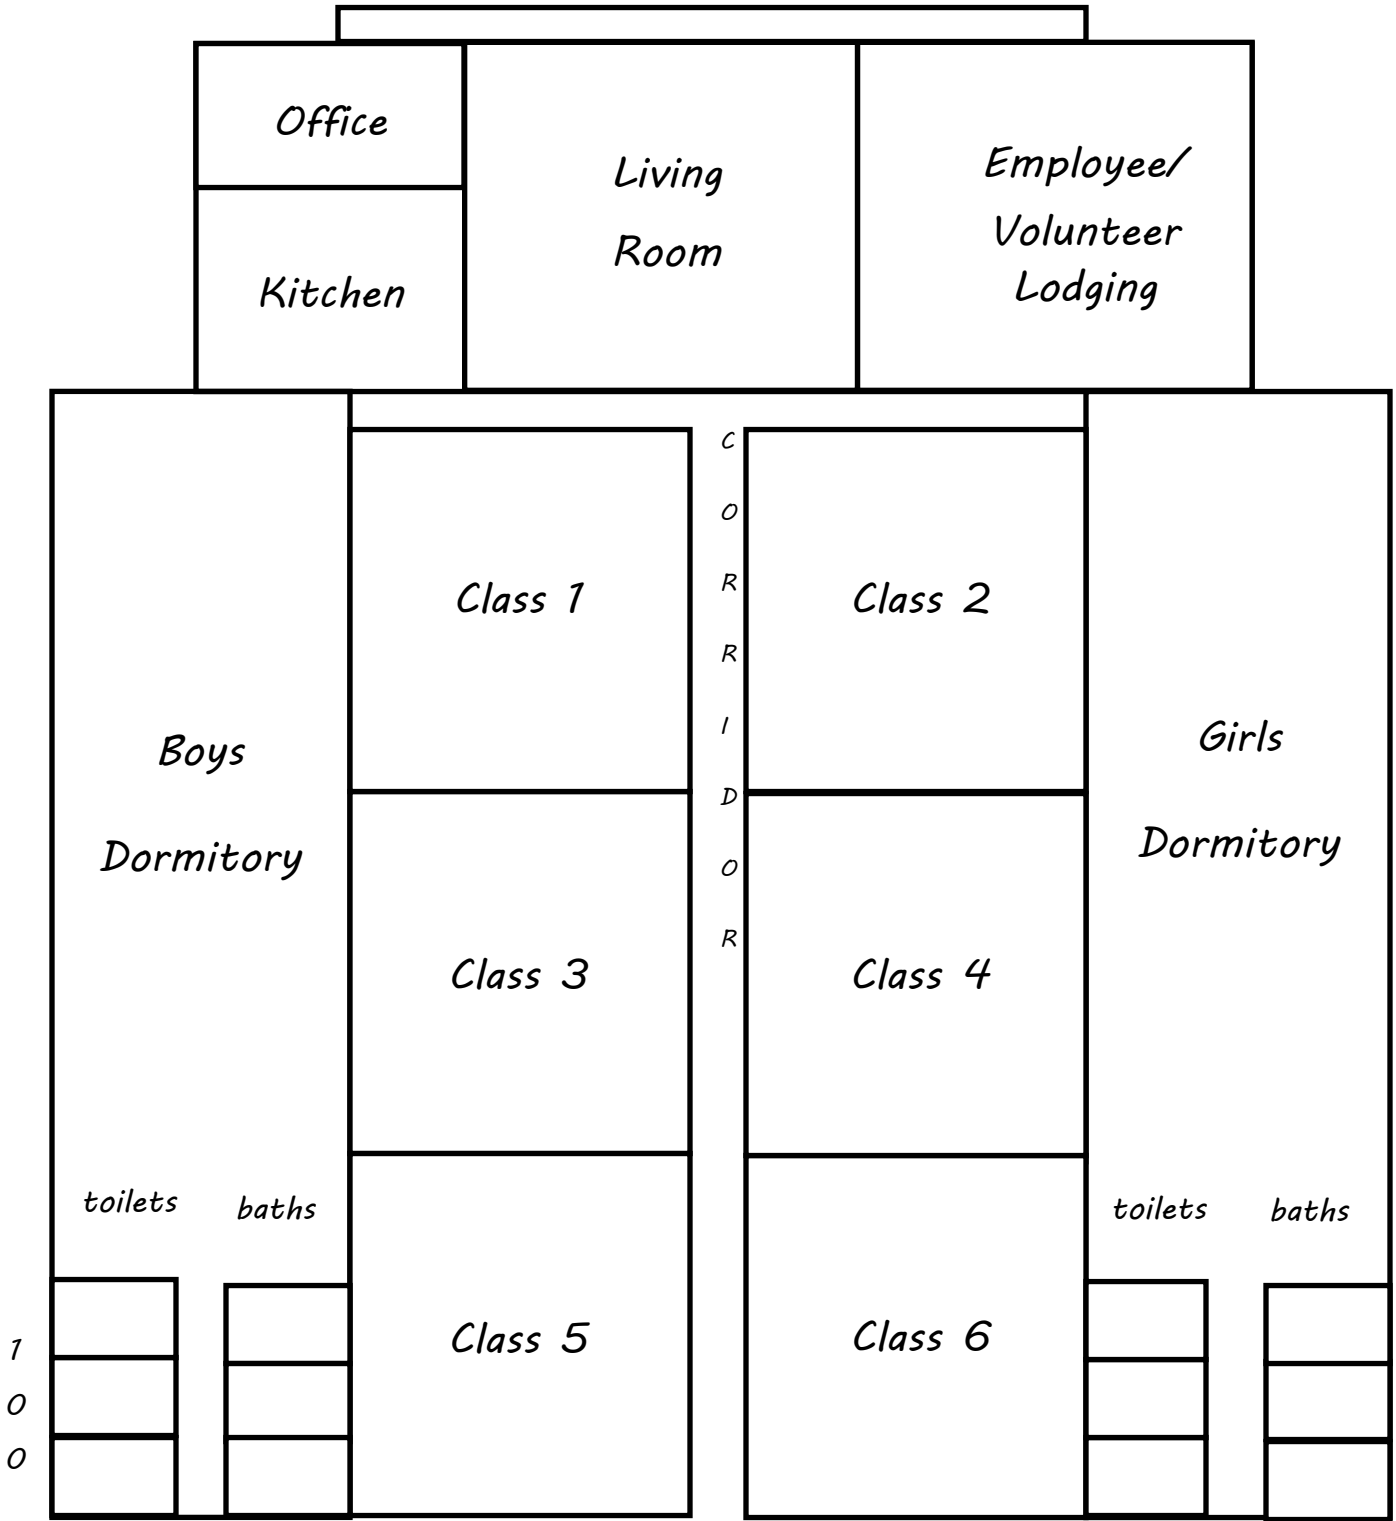 Office
Living
Room
Employee/
Volunteer
Lodging
Kitchen
C
O
R
R
I
D
O
R
Class 1
Class 2
Boys
Dormitory
Girls
Dormitory
Class 3
Class 4
toilets
baths
toilets
baths
Class 5
Class 6
1
0
0